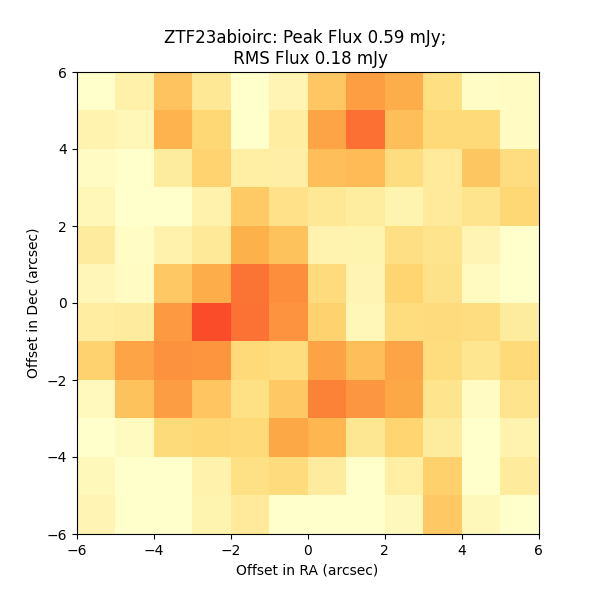 ZTF23abioirc: Peak Flux 0.59 mJy;
RMS Flux 0.18 mJy
6
4
2
0
−2
−4
−6
Offset in Dec (arcsec)
−6 −4 −2 0 2 4 6
Offset in RA (arcsec)